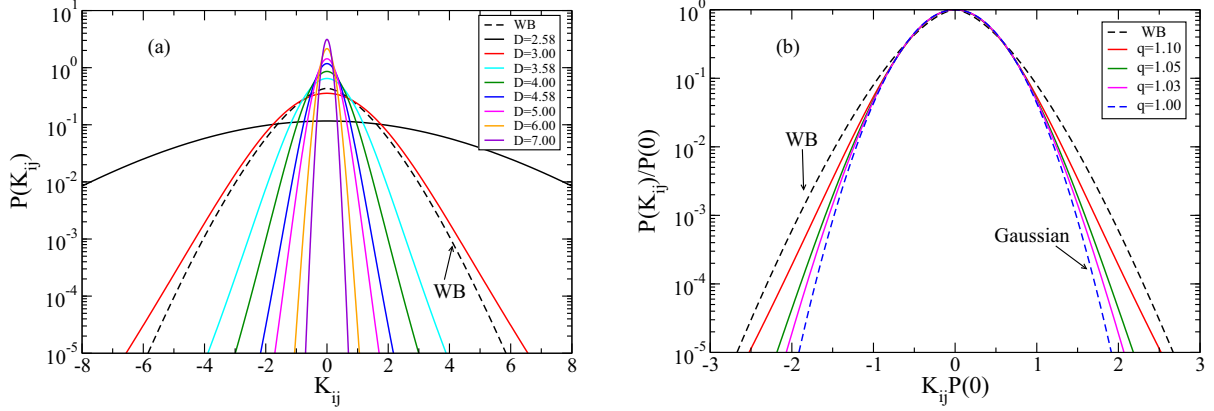 (a)
WB
D=2.58
D=3.00
D=3.58
D=4.00
D=4.58
D=5.00
D=6.00
D=7.00
WB
P(K_ij)
10^1
10^0
10^-1
10^-2
10^-3
10^-4
10^-5
-8 -6 -4 -2 0 2 4 6 8
K_ij
(b)
WB
q=1.10
q=1.05
q=1.03
q=1.00
WB
Gaussian
P(K_ij)/P(0)
10^0
10^-1
10^-2
10^-3
10^-4
10^-5
-3 -2 -1 0 1 2 3
K_ijP(0)